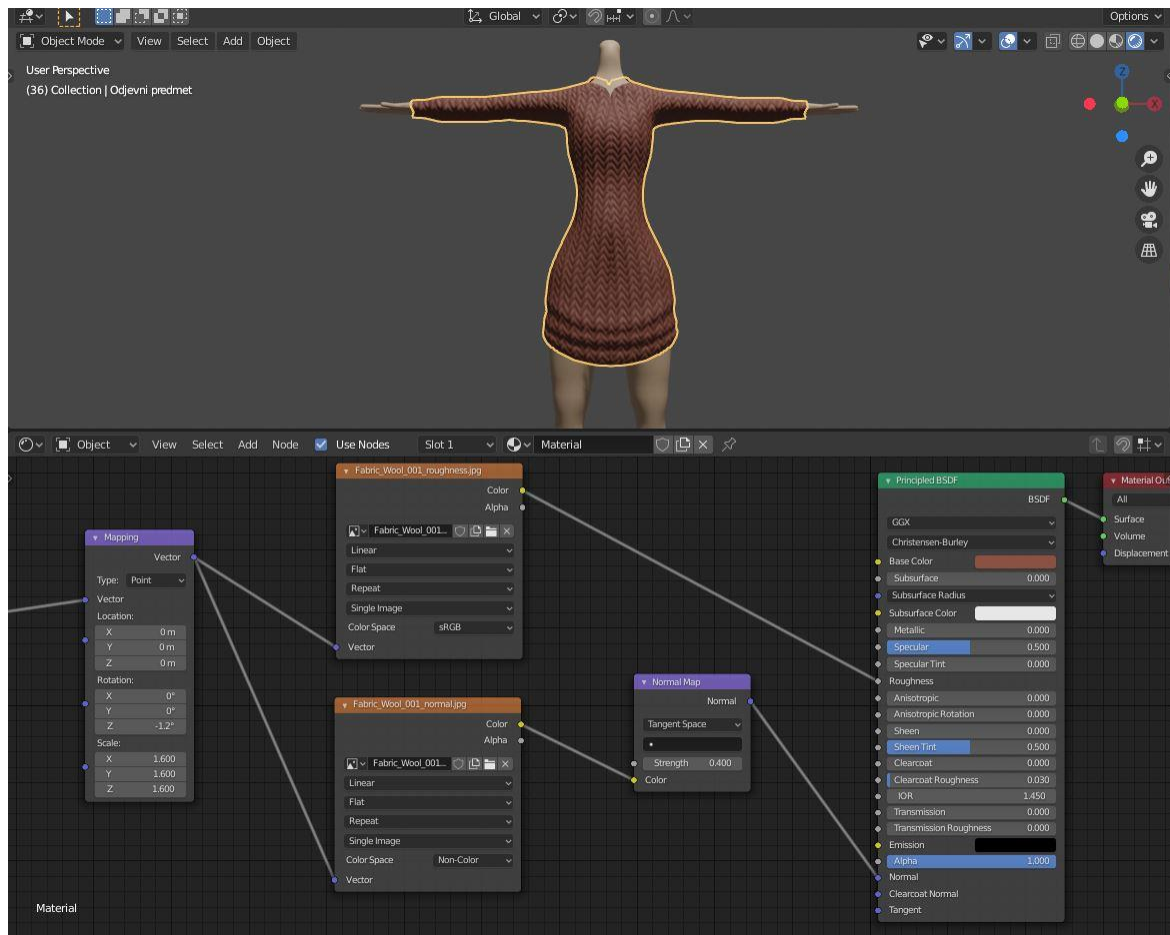 Global
Options
Object Mode View Select Add Object
User Perspective
(36) Collection | Odjevni predmet
Z
X
Object View Select Add Node Use Nodes Slot 1 Material
Mapping
Vector
Type: Point
Vector
Location:
X 0 m
Y 0 m
Z 0 m
Rotation:
X 0°
Y 0°
Z -1.2°
Scale:
X 1.600
Y 1.600
Z 1.600
Fabric_Wool_001_roughness.jpg
Color
Alpha
Fabric_Wool_001...
Linear
Flat
Repeat
Single Image
Color Space sRGB
Vector
Fabric_Wool_001_normal.jpg
Color
Alpha
Fabric_Wool_001...
Linear
Flat
Repeat
Single Image
Color Space Non-Color
Vector
Normal Map
Normal
Tangent Space
Strength 0.400
Color
Principled BSDF
BSDF
GGX
Christensen-Burley
Base Color
Subsurface 0.000
Subsurface Radius
Subsurface Color
Metallic 0.000
Specular 0.500
Specular Tint 0.000
Roughness
Anisotropic 0.000
Anisotropic Rotation 0.000
Sheen 0.000
Sheen Tint 0.500
Clearcoat 0.000
Clearcoat Roughness 0.030
IOR 1.450
Transmission 0.000
Transmission Roughness 0.000
Emission
Alpha 1.000
Normal
Clearcoat Normal
Tangent
Material Ou
All
Surface
Volume
Displacement
Material